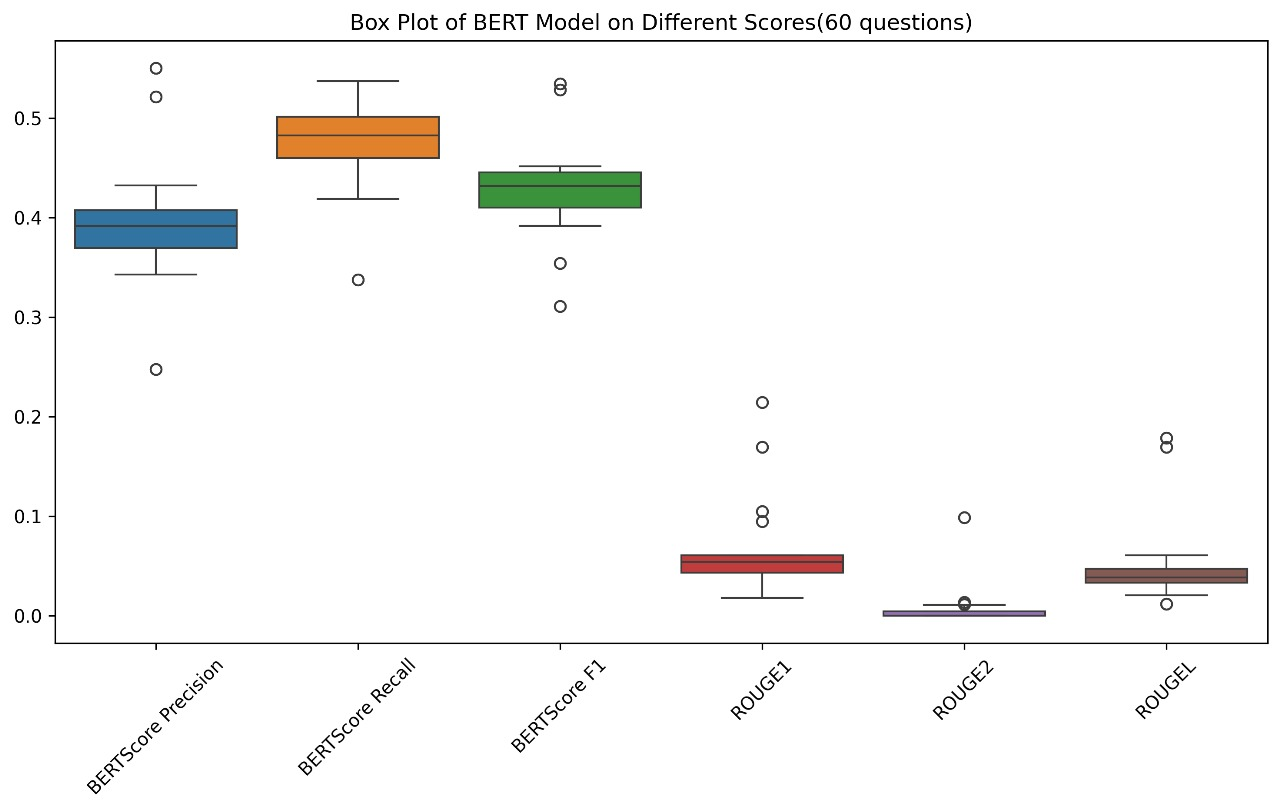 Box Plot of BERT Model on Different Scores(60 questions)
0.5
0.4
0.3
0.2
0.1
0.0
BERTScore Precision
BERTScore Recall
BERTScore F1
ROUGE1
ROUGE2
ROUGEL